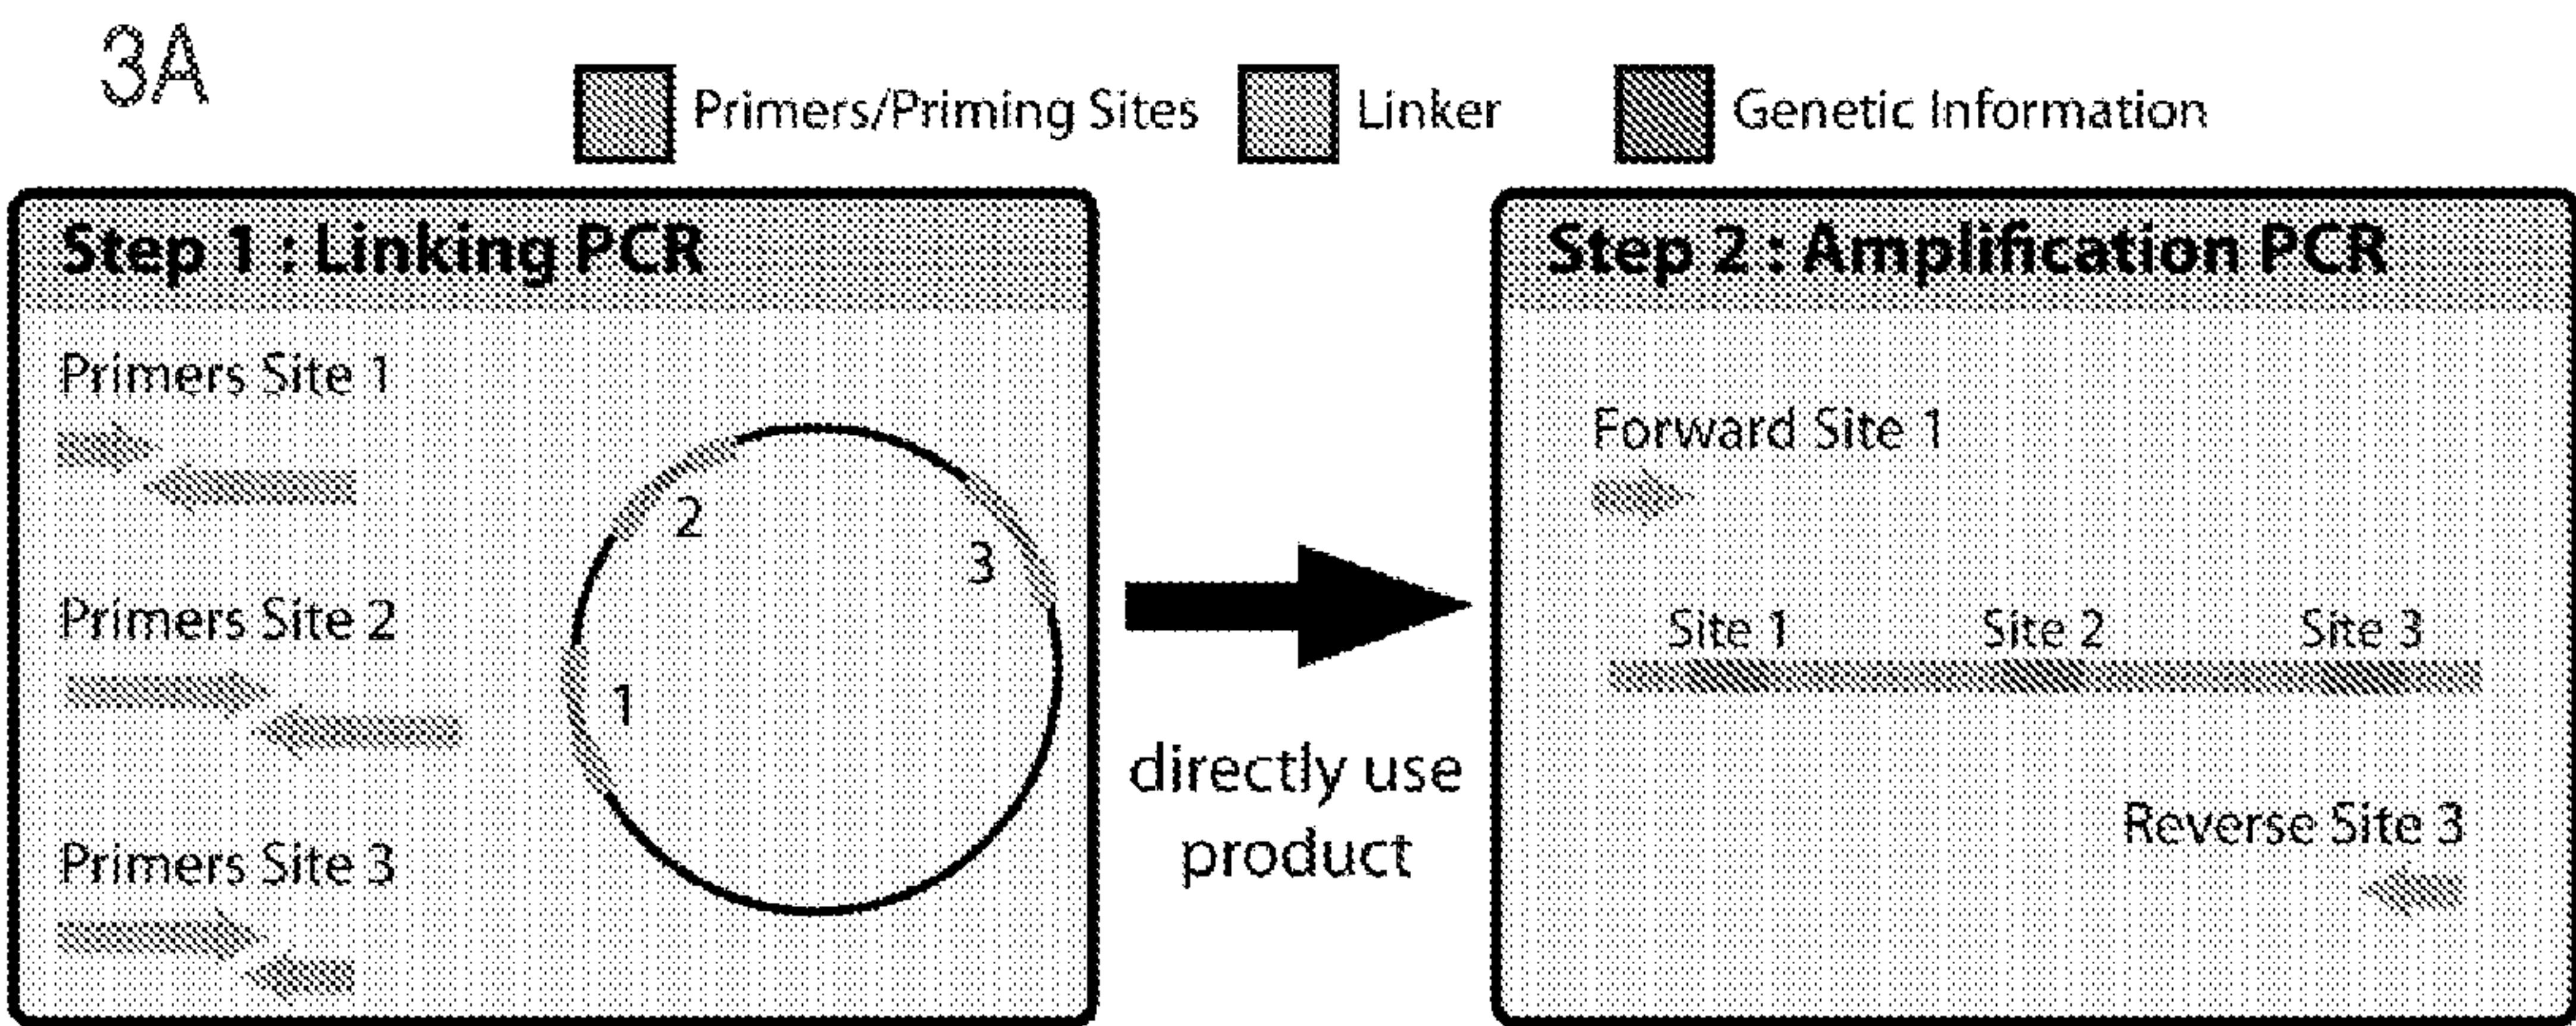 3A
Primers/Priming Sites
Linker
Genetic Information
Step 1 : Linking PCR
Primers Site 1
Primers Site 2
Primers Site 3
1
2
3
directly use
product
Step 2 : Amplification PCR
Forward Site 1
Site 1
Site 2
Site 3
Reverse Site 3